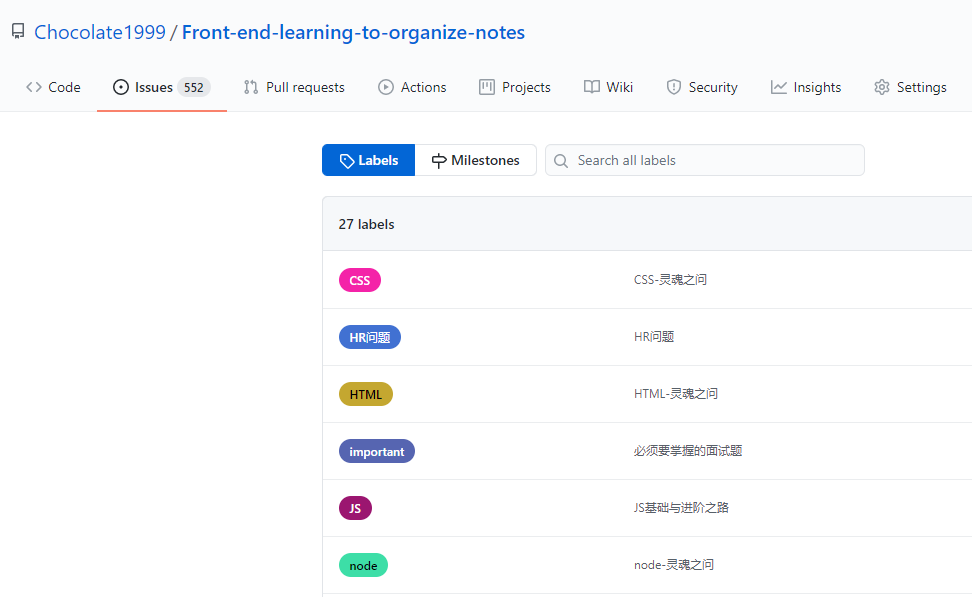 Chocolate1999 / Front-end-learning-to-organize-notes
Code Issues 552 Pull requests Actions Projects Wiki Security Insights Settings
Labels Milestones Search all labels
27 labels
CSS CSS-灵魂之问
HR问题 HR问题
HTML HTML-灵魂之问
important 必须要掌握的面试题
JS JS基础与进阶之路
node node-灵魂之问